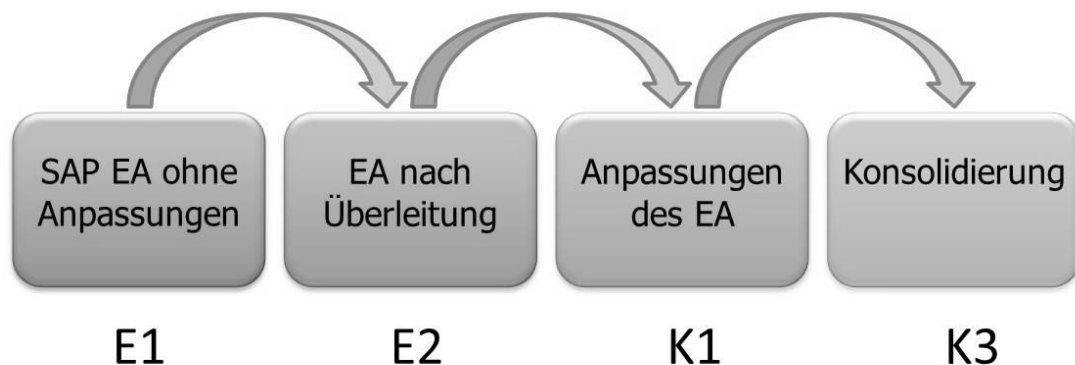 SAP EA ohne
Anpassungen
EA nach
Überleitung
Anpassungen
des EA
Konsolidierung
E1
E2
K1
K3